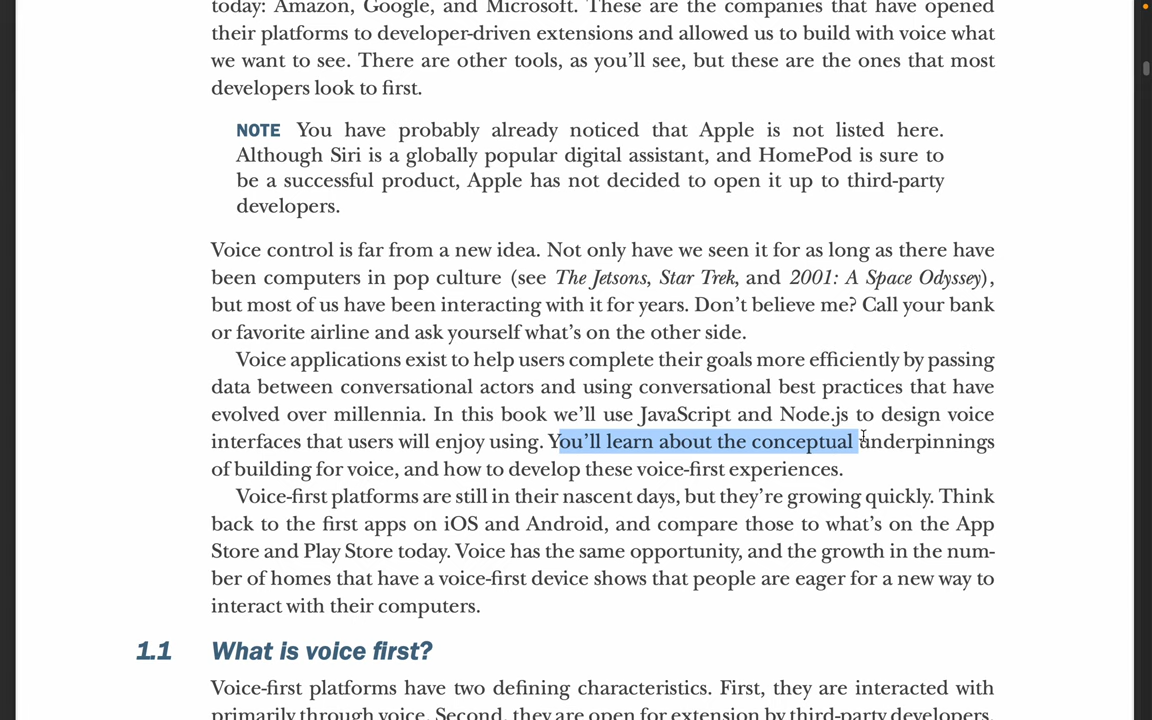 today: Amazon, Google, and Microsoft. These are the companies that have opened
their platforms to developer-driven extensions and allowed us to build with voice what
we want to see. There are other tools, as you’ll see, but these are the ones that most
developers look to first.
NOTE You have probably already noticed that Apple is not listed here.
Although Siri is a globally popular digital assistant, and HomePod is sure to
be a successful product, Apple has not decided to open it up to third-party
developers.
Voice control is far from a new idea. Not only have we seen it for as long as there have
been computers in pop culture (see The Jetsons, Star Trek, and 2001: A Space Odyssey),
but most of us have been interacting with it for years. Don’t believe me? Call your bank
or favorite airline and ask yourself what’s on the other side.
Voice applications exist to help users complete their goals more efficiently by passing
data between conversational actors and using conversational best practices that have
evolved over millennia. In this book we’ll use JavaScript and Node.js to design voice
interfaces that users will enjoy using. You’ll learn about the conceptual underpinnings
of building for voice, and how to develop these voice-first experiences.
Voice-first platforms are still in their nascent days, but they’re growing quickly. Think
back to the first apps on iOS and Android, and compare those to what’s on the App
Store and Play Store today. Voice has the same opportunity, and the growth in the num-
ber of homes that have a voice-first device shows that people are eager for a new way to
interact with their computers.
1.1 What is voice first?
Voice-first platforms have two defining characteristics. First, they are interacted with
primarily through voice. Second, they are open for extension by third-party developers.